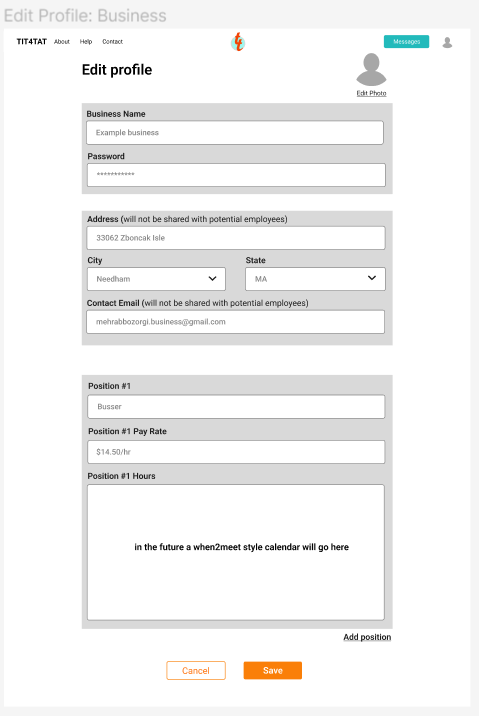 Edit Profile: Business
TIT4TAT About Help Contact
Messages
Edit profile
Edit Photo
Business Name
Example business
Password
***********
Address (will not be shared with potential employees)
33062 Zboncak Isle
City State
Needham MA
Contact Email (will not be shared with potential employees)
mehrabbozorgi.business@gmail.com
Position #1
Busser
Position #1 Pay Rate
$14.50/hr
Position #1 Hours
in the future a when2meet style calendar will go here
Add position
Cancel Save